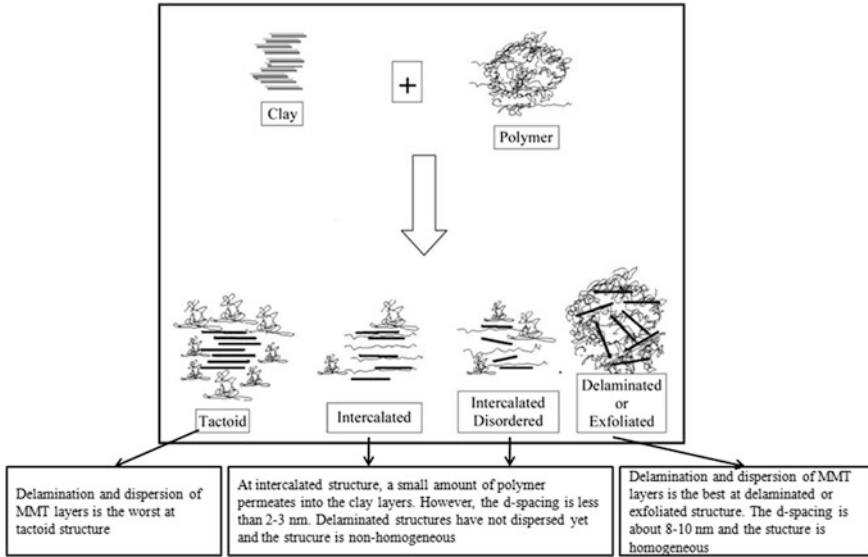 Clay
+
Polymer
Tactoid
Intercalated
Intercalated
Disordered
Delaminated
or
Exfoliated
Delamination and dispersion of
MMT layers is the worst at
tactoid structure
At intercalated structure, a small amount of polymer
permeates into the clay layers. However, the d-spacing is less
than 2-3 nm. Delaminated structures have not dispersed yet
and the strucure is non-homogeneous
Delamination and dispersion of MMT
layers is the best at delaminated or
exfoliated structure. The d-spacing is
about 8-10 nm and the stucture is
homogeneous